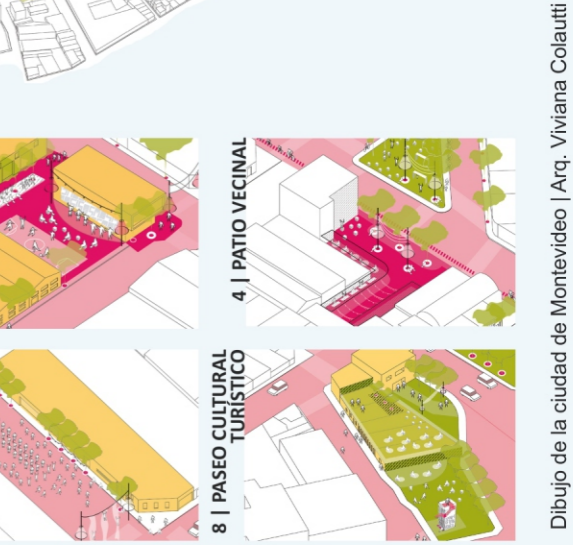 4 | PATIO VECINAL
8 | PASEO CULTURAL
TURÍSTICO
Dibujo de la ciudad de Montevideo | Arq. Viviana Colautti